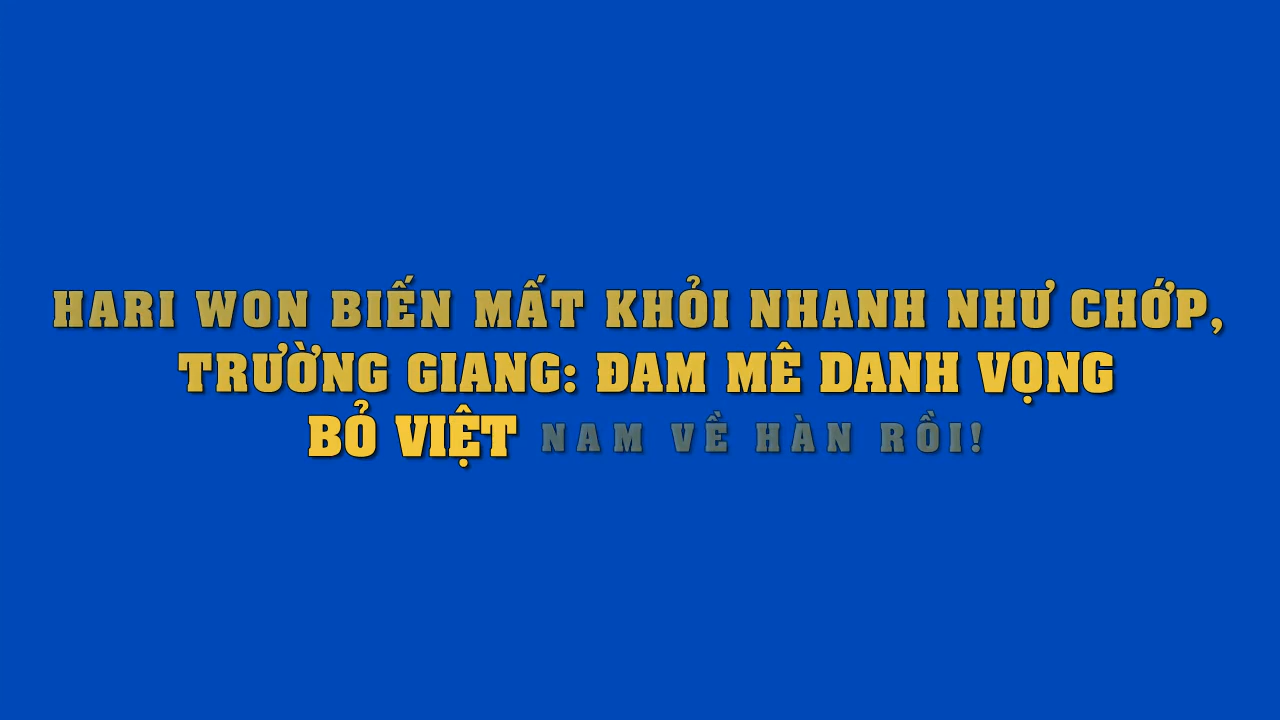 HARI WON BIẾN MẤT KHỎI NHANH NHƯ CHỚP,
TRƯỜNG GIANG: ĐAM MÊ DANH VỌNG
BỎ VIỆT NAM VỀ HÀN RỒI!